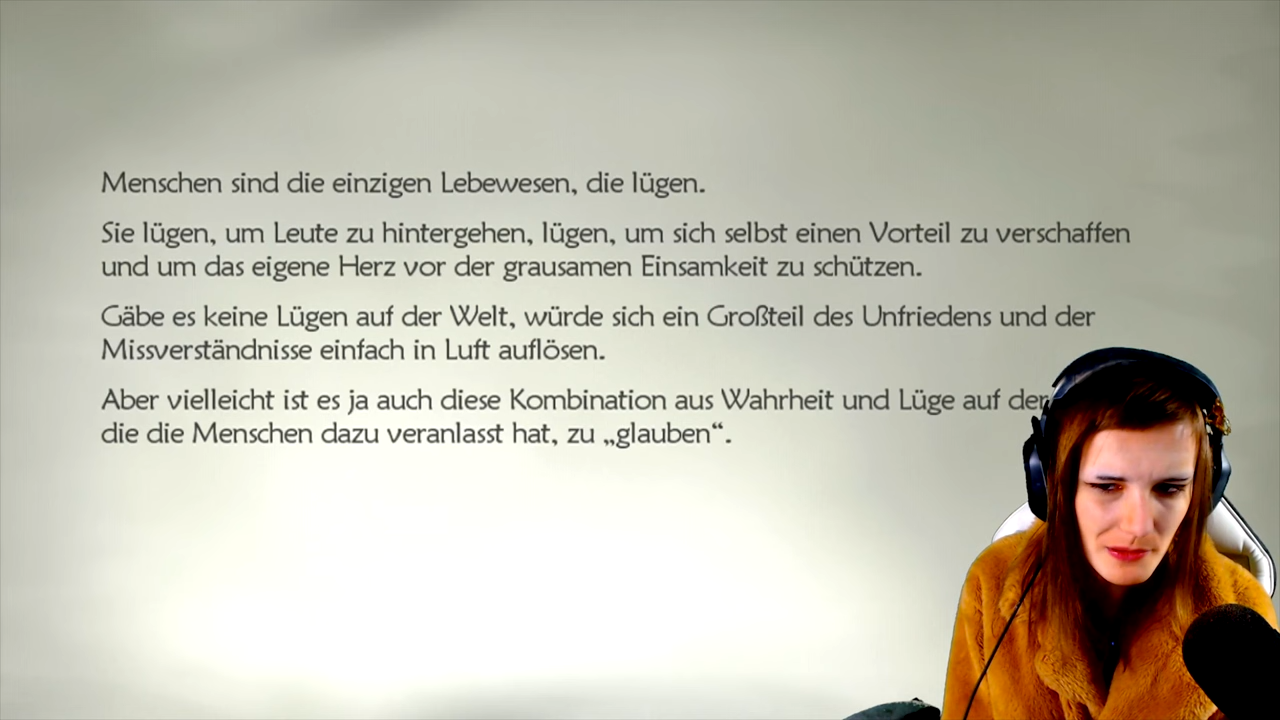 Menschen sind die einzigen Lebewesen, die lügen.
Sie lügen, um Leute zu hintergehen, lügen, um sich selbst einen Vorteil zu verschaffen
und um das eigene Herz vor der grausamen Einsamkeit zu schützen.
Gäbe es keine Lügen auf der Welt, würde sich ein Großteil des Unfriedens und der
Missverständnisse einfach in Luft auflösen.
Aber vielleicht ist es ja auch diese Kombination aus Wahrheit und Lüge auf der
die die Menschen dazu veranlasst hat, zu „glauben“.